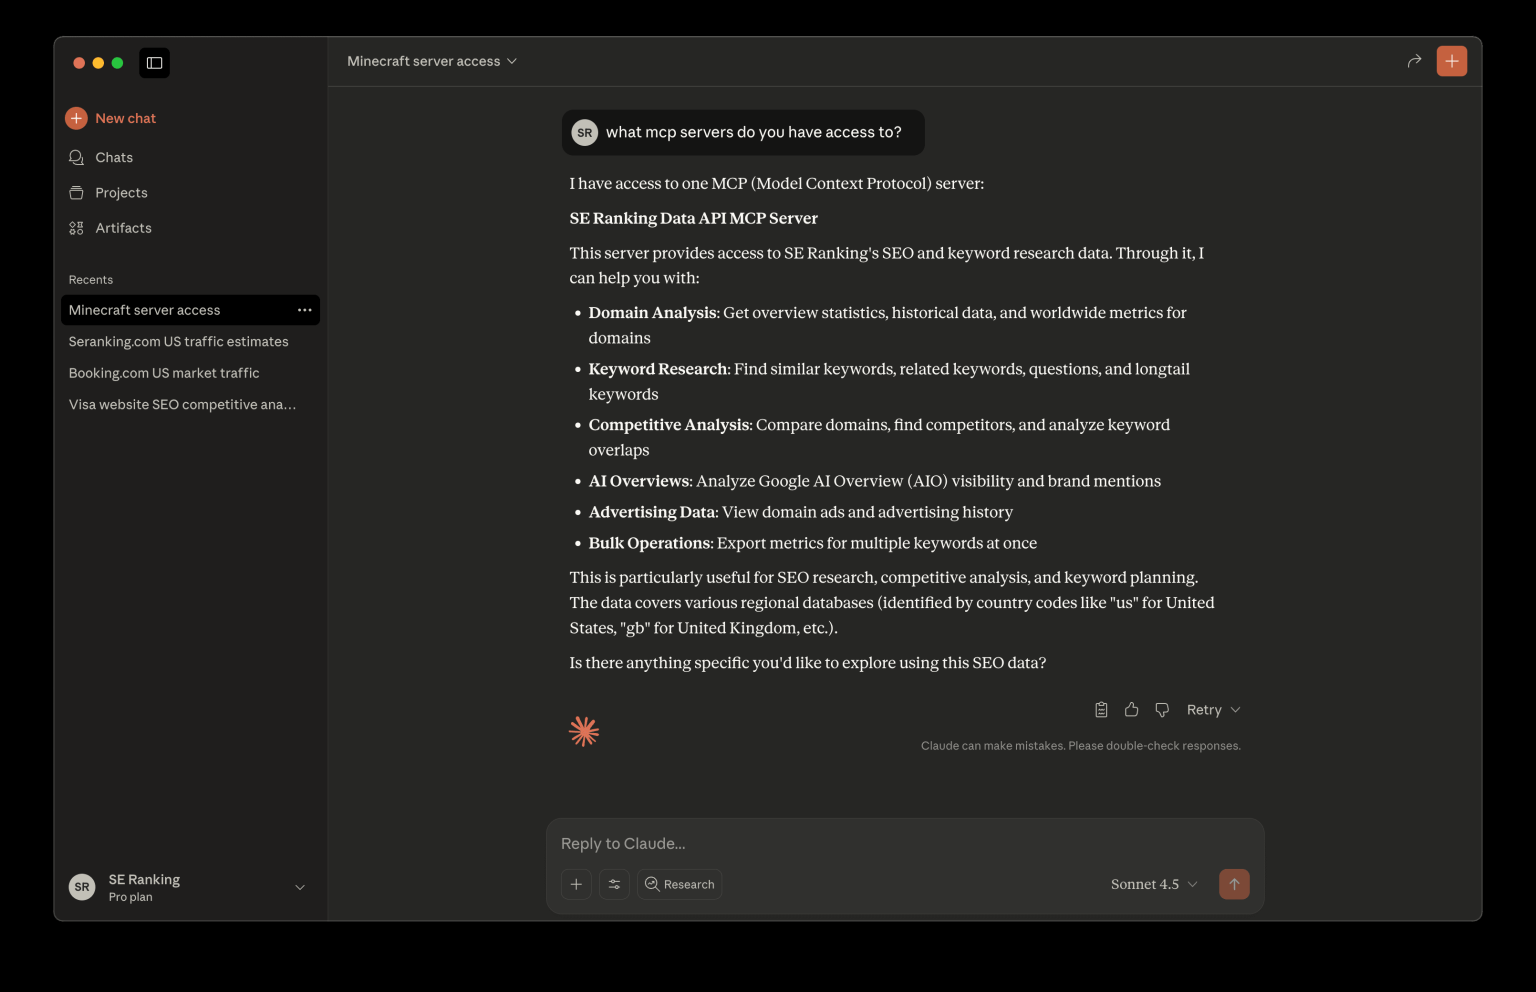 Minecraft server access
New chat
Chats
Projects
Artifacts
Recents
Minecraft server access
Seranking.com US traffic estimates
Booking.com US market traffic
Visa website SEO competitive ana...
SR
SE Ranking
Pro plan
SR what mcp servers do you have access to?
I have access to one MCP (Model Context Protocol) server:
SE Ranking Data API MCP Server
This server provides access to SE Ranking's SEO and keyword research data. Through it, I
can help you with:
• Domain Analysis: Get overview statistics, historical data, and worldwide metrics for
domains
• Keyword Research: Find similar keywords, related keywords, questions, and longtail
keywords
• Competitive Analysis: Compare domains, find competitors, and analyze keyword
overlaps
• AI Overviews: Analyze Google AI Overview (AIO) visibility and brand mentions
• Advertising Data: View domain ads and advertising history
• Bulk Operations: Export metrics for multiple keywords at once
This is particularly useful for SEO research, competitive analysis, and keyword planning.
The data covers various regional databases (identified by country codes like "us" for United
States, "gb" for United Kingdom, etc.).
Is there anything specific you'd like to explore using this SEO data?
Retry
Claude can make mistakes. Please double-check responses.
Reply to Claude...
Research
Sonnet 4.5